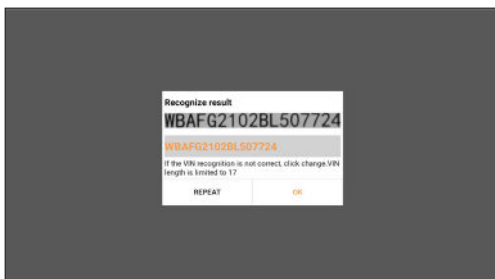 Recognize result
WBAFG2102BL507724
WBAFG2102BL507724
If the VIN recognition is not correct, click change.VIN
length is limited to 17
REPEAT OK